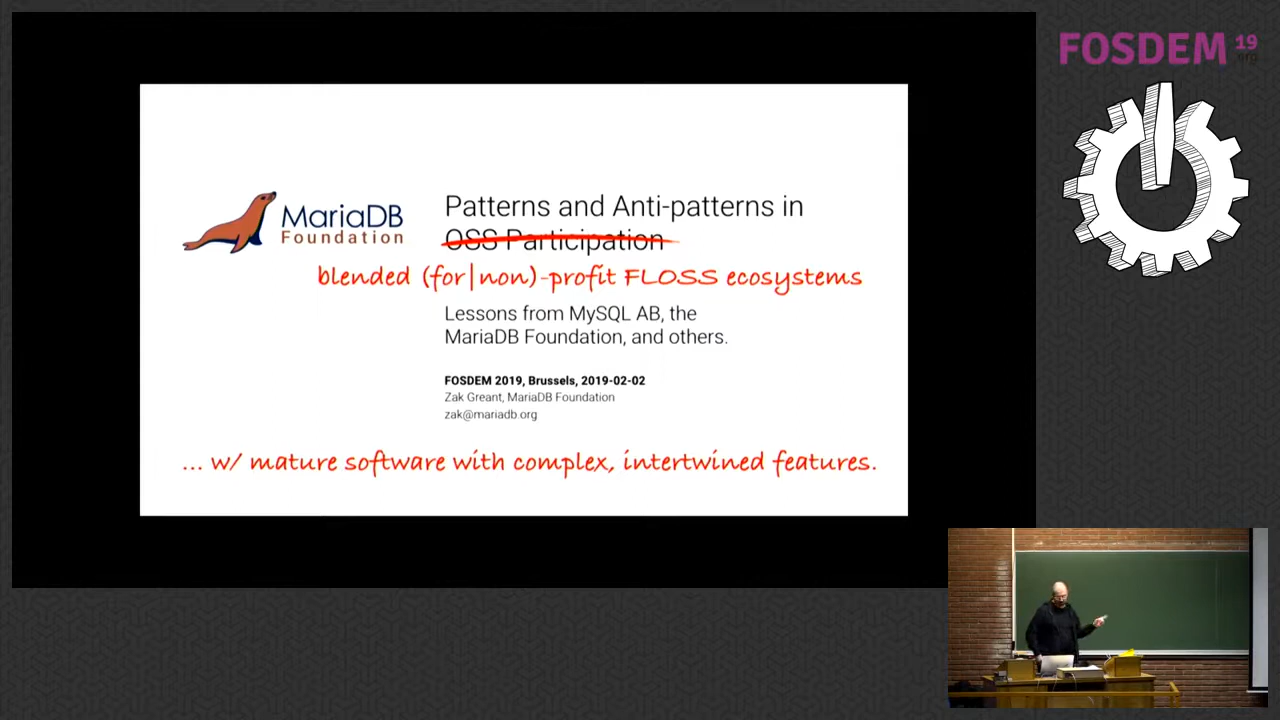 FOSDEM 19
.org
MariaDB
Foundation
Patterns and Anti-patterns in
OSS Participation
blended (for|non)-profit FLOSS ecosystems
Lessons from MySQL AB, the
MariaDB Foundation, and others.
FOSDEM 2019, Brussels, 2019-02-02
Zak Greant, MariaDB Foundation
zak@mariadb.org
... w/ mature software with complex, intertwined features.